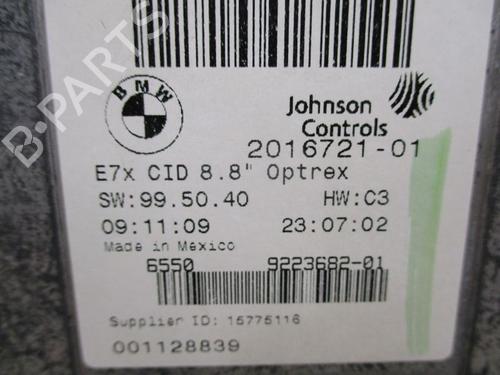 BMW
Johnson
Controls
2016721-01
E7x CID 8.8" Optrex
SW:99.50.40 HW:C3
09:11:09 23:07:02
Made in Mexico
6550 9223682-01
Supplier ID: 15775116
001128839
B-PARTS